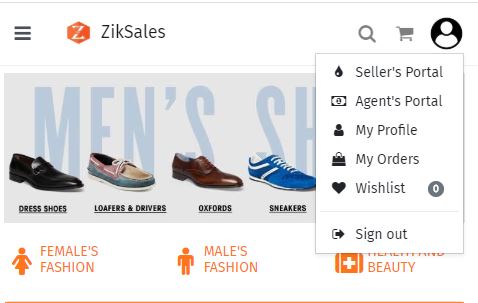 ZikSales
Seller's Portal
Agent's Portal
My Profile
My Orders
Wishlist 0
Sign out
MEN'S SH
DRESS SHOES
LOAFERS & DRIVERS
OXFORDS
SNEAKERS
FEMALE'S
FASHION
MALE'S
FASHION
HEALTH AND
BEAUTY